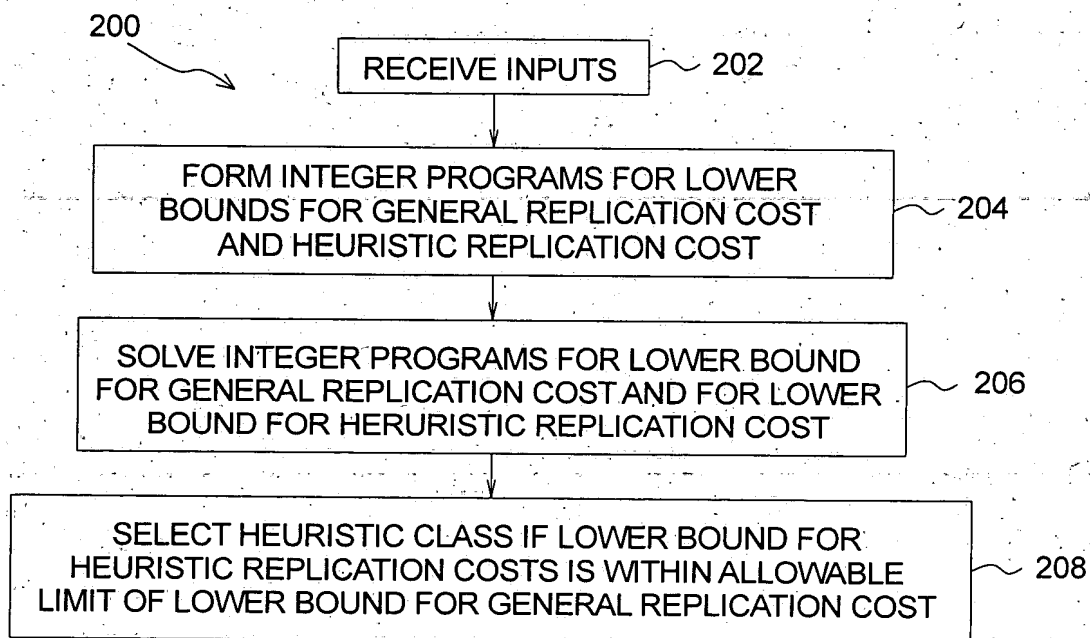 200
RECEIVE INPUTS
202
FORM INTEGER PROGRAMS FOR LOWER
BOUNDS FOR GENERAL REPLICATION COST
AND HEURISTIC REPLICATION COST
204
SOLVE INTEGER PROGRAMS FOR LOWER BOUND
FOR GENERAL REPLICATION COST AND FOR LOWER
BOUND FOR HERURISTIC REPLICATION COST
206
SELECT HEURISTIC CLASS IF LOWER BOUND FOR
HEURISTIC REPLICATION COSTS IS WITHIN ALLOWABLE
LIMIT OF LOWER BOUND FOR GENERAL REPLICATION COST
208